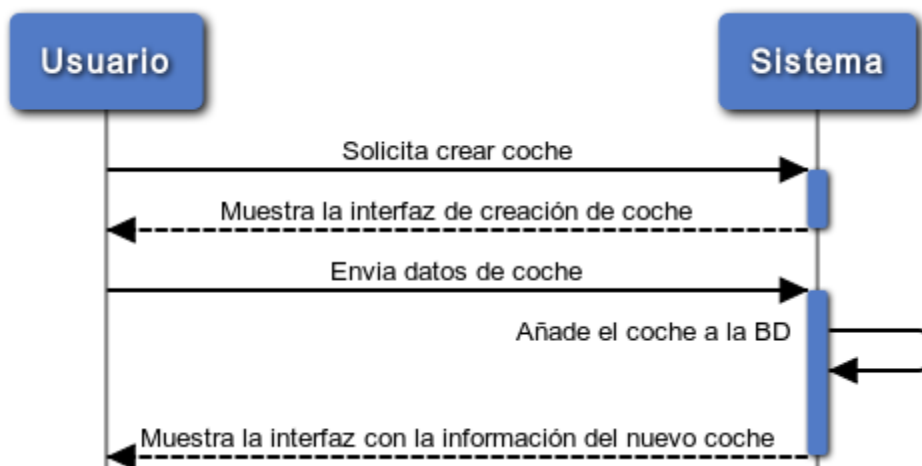 Usuario
Sistema
Solicita crear coche
Muestra la interfaz de creación de coche
Envia datos de coche
Añade el coche a la BD
Muestra la interfaz con la información del nuevo coche